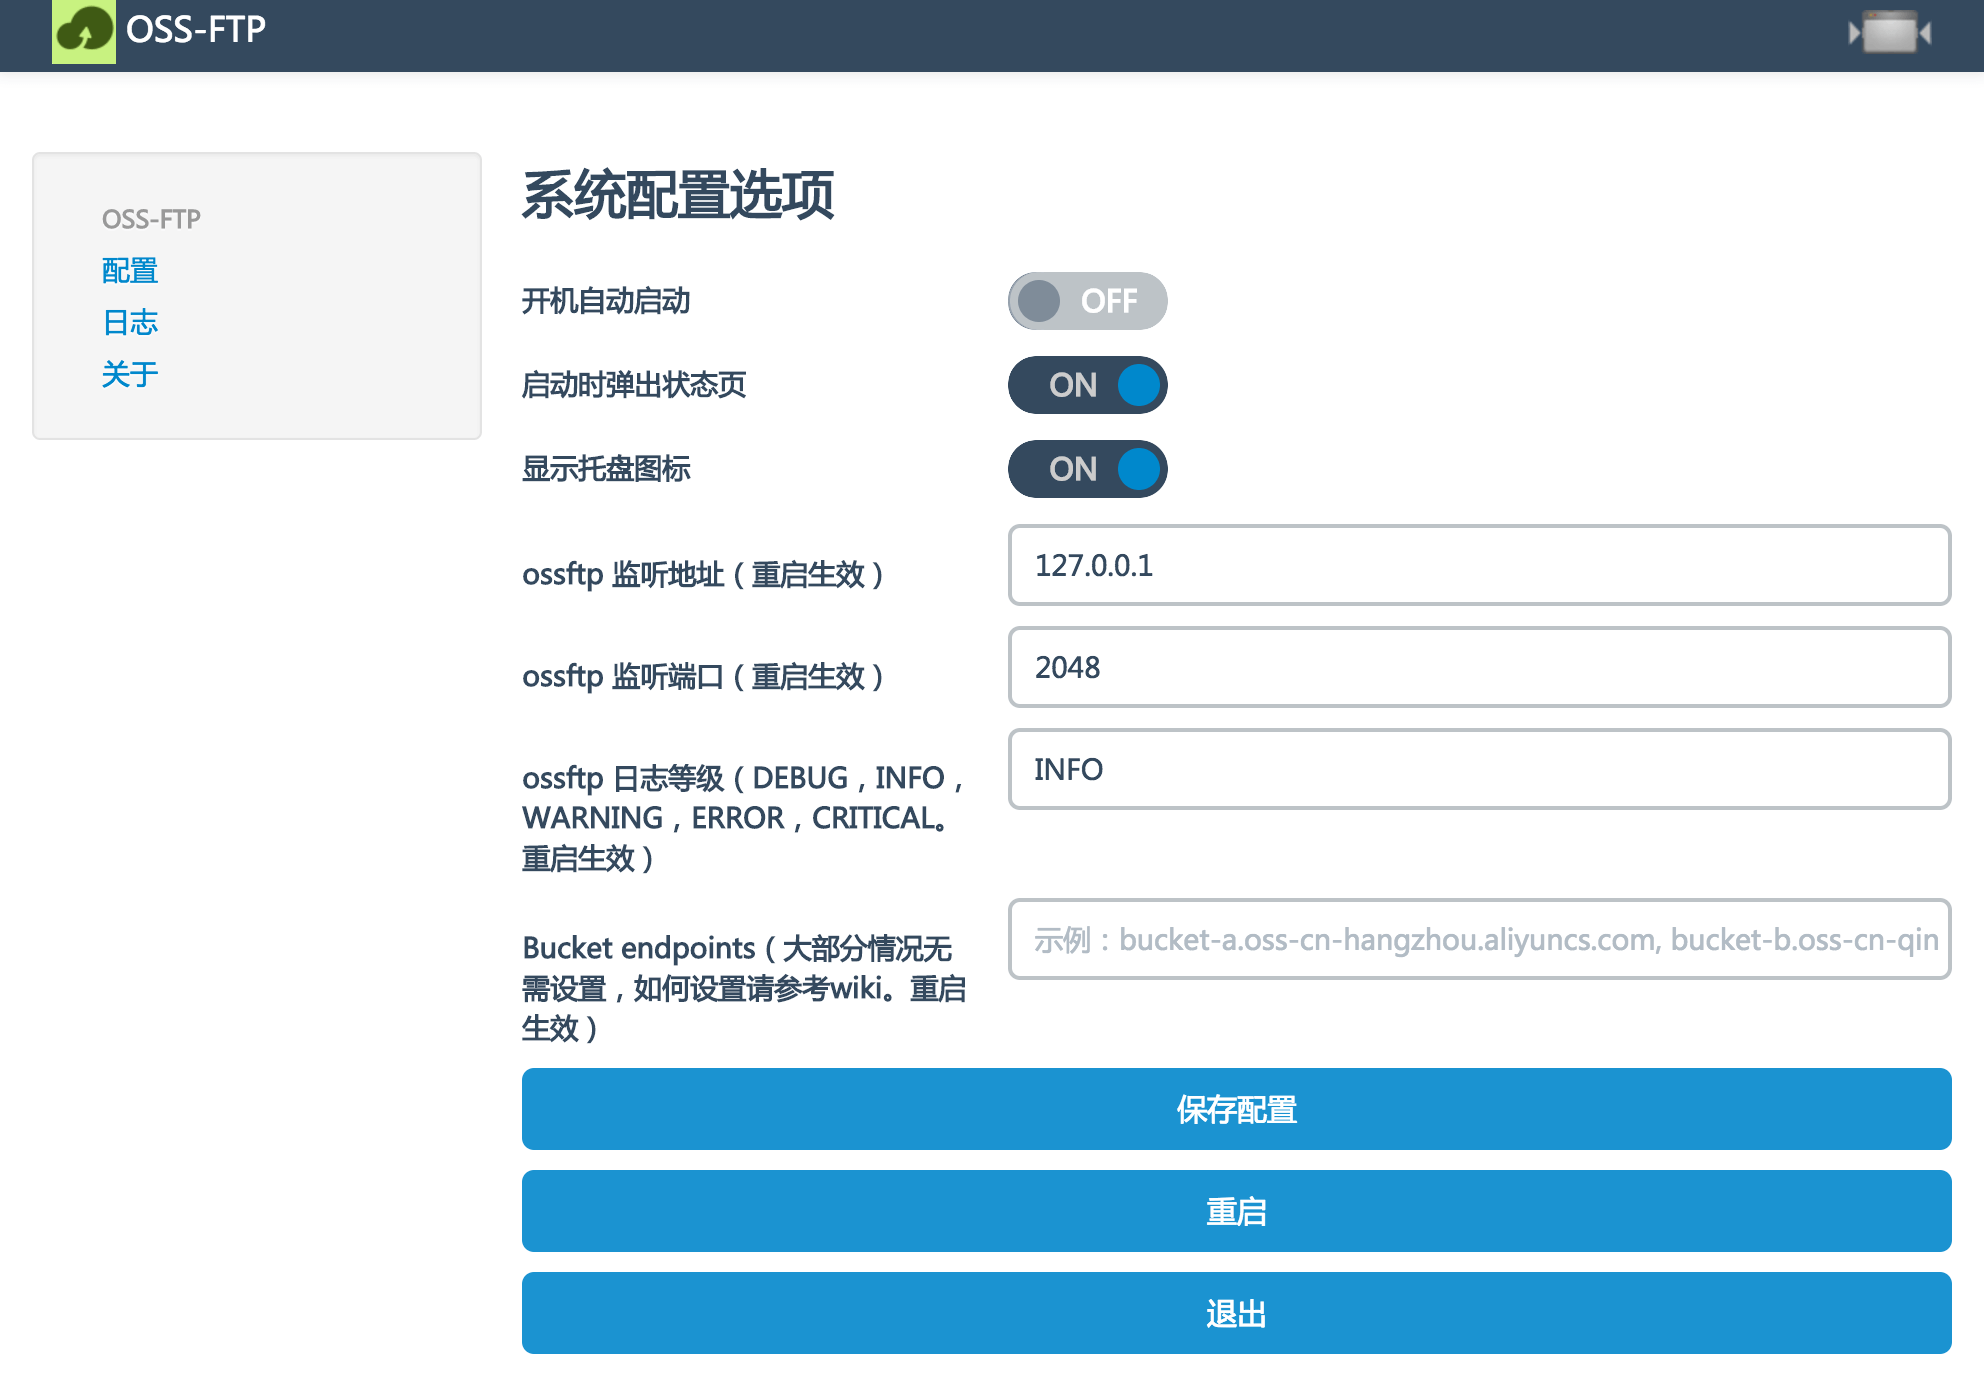 OSS-FTP
OSS-FTP
配置
日志
关于
系统配置选项
开机自动启动
OFF
启动时弹出状态页
ON
显示托盘图标
ON
ossftp 监听地址（重启生效）
127.0.0.1
ossftp 监听端口（重启生效）
2048
ossftp 日志等级（DEBUG，INFO，
WARNING，ERROR，CRITICAL。
重启生效）
INFO
Bucket endpoints（大部分情况无
需设置，如何设置请参考wiki。重启
生效）
示例：bucket-a.oss-cn-hangzhou.aliyuncs.com, bucket-b.oss-cn-qin
保存配置
重启
退出